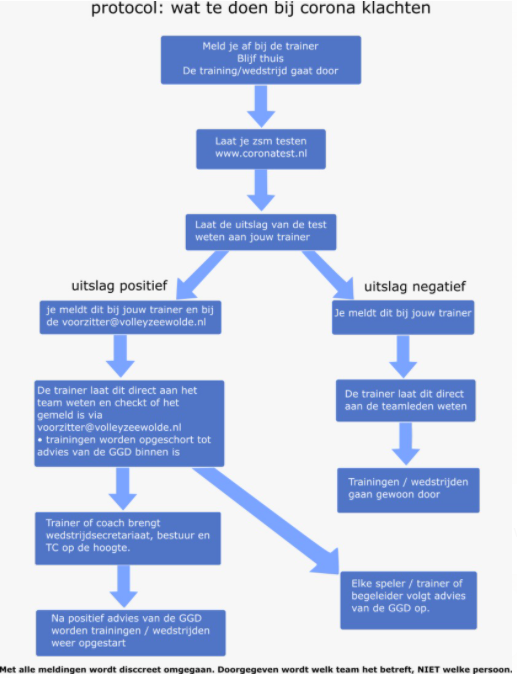 protocol: wat te doen bij corona klachten
Meld je af bij de trainer
Blijf thuis
De training/wedstrijd gaat door
Laat je zsm testen
www.coronatest.nl
Laat de uitslag van de test
weten aan jouw trainer
uitslag positief
je meldt dit bij jouw trainer en bij
de voorzitter@volleyzeewolde.nl
De trainer laat dit direct aan het
team weten en checkt of het
gemeld is via
voorzitter@volleyzeewolde.nl
• trainingen worden opgeschort tot
advies van de GGD binnen is
Trainer of coach brengt
wedstrijdsecretariaat, bestuur en
TC op de hoogte.
Na positief advies van de GGD
worden trainingen / wedstrijden
weer opgestart
Elke speler / trainer of
begeleider volgt advies
van de GGD op.
uitslag negatief
Je meldt dit bij jouw trainer
De trainer laat dit direct
aan de teamleden weten
Trainingen / wedstrijden
gaan gewoon door
Met alle meldingen wordt disccreet omgegaan. Doorgegeven wordt welk team het betreft, NIET welke persoon.